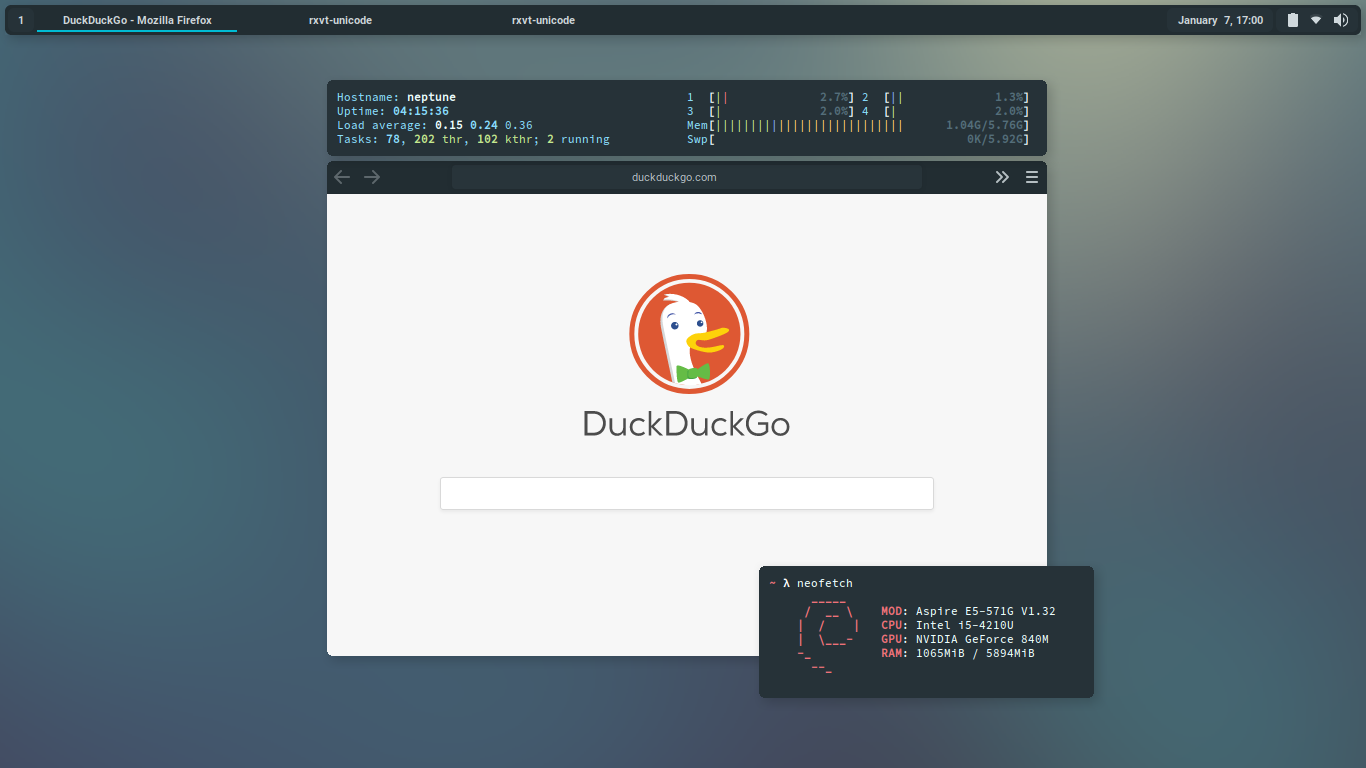 1 DuckDuckGo - Mozilla Firefox rxvt-unicode rxvt-unicode January 7, 17:00
Hostname: neptune
Uptime: 04:15:36
Load average: 0.15 0.24 0.36
Tasks: 78, 202 thr, 102 kthr; 2 running
1 [|| 2.7%] 2 [|| 1.3%]
3 [| 2.0%] 4 [| 2.0%]
Mem[||||||||||||||||||||||||||| 1.04G/5.76G]
Swp[ 0K/5.92G]
duckduckgo.com
DuckDuckGo
~ λ neofetch
MOD: Aspire E5-571G V1.32
CPU: Intel i5-4210U
GPU: NVIDIA GeForce 840M
RAM: 1065MiB / 5894MiB